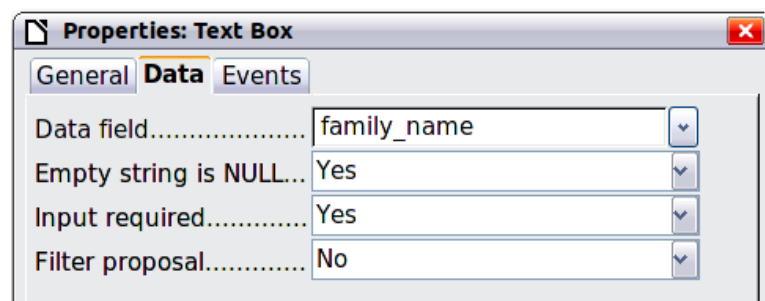 Properties: Text Box
General Data Events
Data field.................... family_name
Empty string is NULL... Yes
Input required............. Yes
Filter proposal............. No